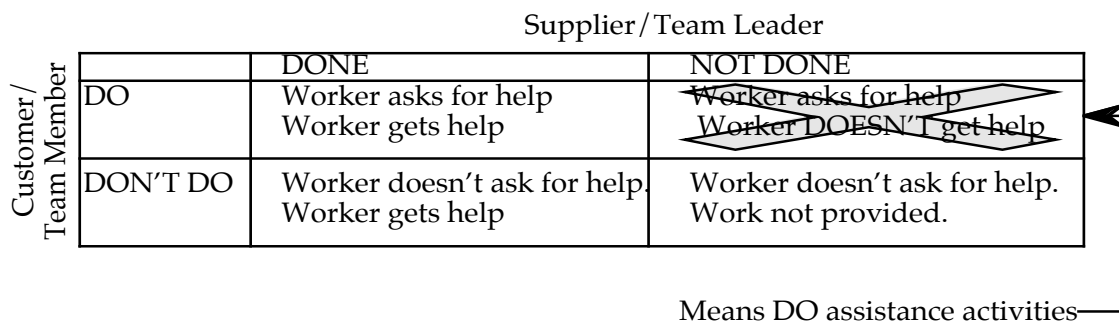 Supplier/Team Leader
Customer/
Team Member
DONE NOT DONE
DO Worker asks for help Worker asks for help
Worker gets help Worker DOESN'T get help
DON'T DO Worker doesn't ask for help. Worker doesn't ask for help.
Worker gets help Work not provided.
Means DO assistance activities